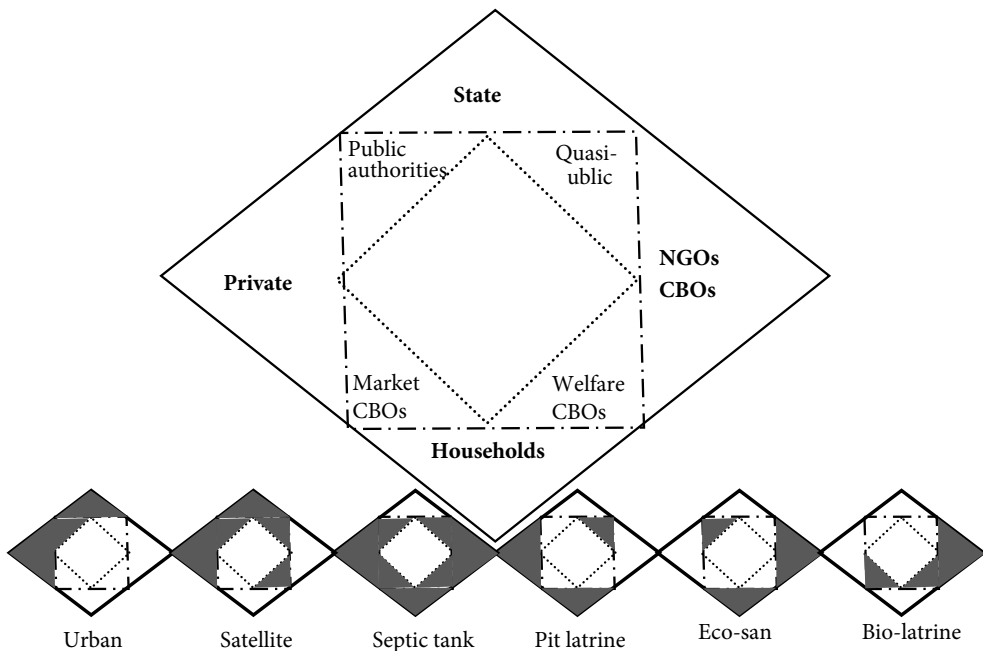 State
Public
authorities
Quasi-
ublic
Private
NGOs
CBOs
Market
CBOs
Welfare
CBOs
Households
Urban
Satellite
Septic tank
Pit latrine
Eco-san
Bio-latrine